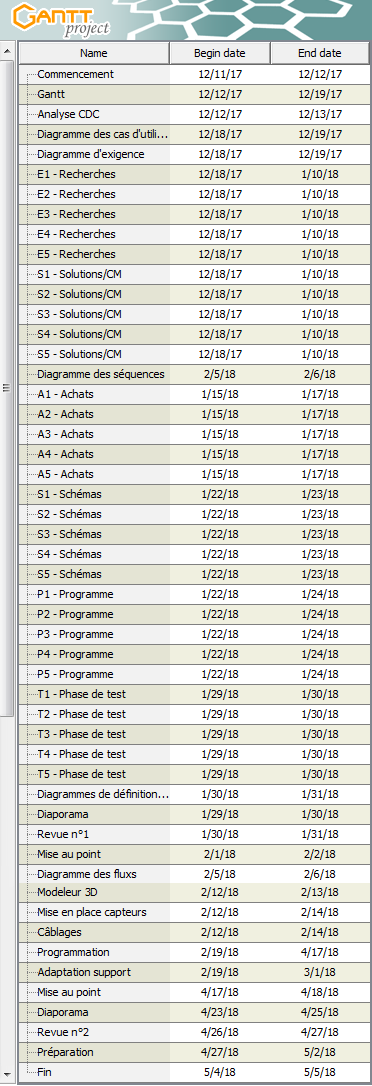 GANTT
project
Name Begin date End date
Commencement 12/11/17 12/12/17
Gantt 12/12/17 12/19/17
Analyse CDC 12/12/17 12/13/17
Diagramme des cas d'utili... 12/18/17 12/19/17
Diagramme d'exigence 12/18/17 12/19/17
E1 - Recherches 12/18/17 1/10/18
E2 - Recherches 12/18/17 1/10/18
E3 - Recherches 12/18/17 1/10/18
E4 - Recherches 12/18/17 1/10/18
E5 - Recherches 12/18/17 1/10/18
S1 - Solutions/CM 12/18/17 1/10/18
S2 - Solutions/CM 12/18/17 1/10/18
S3 - Solutions/CM 12/18/17 1/10/18
S4 - Solutions/CM 12/18/17 1/10/18
S5 - Solutions/CM 12/18/17 1/10/18
Diagramme des séquences 2/5/18 2/6/18
A1 - Achats 1/15/18 1/17/18
A2 - Achats 1/15/18 1/17/18
A3 - Achats 1/15/18 1/17/18
A4 - Achats 1/15/18 1/17/18
A5 - Achats 1/15/18 1/17/18
S1 - Schémas 1/22/18 1/23/18
S2 - Schémas 1/22/18 1/23/18
S3 - Schémas 1/22/18 1/23/18
S4 - Schémas 1/22/18 1/23/18
S5 - Schémas 1/22/18 1/23/18
P1 - Programme 1/22/18 1/24/18
P2 - Programme 1/22/18 1/24/18
P3 - Programme 1/22/18 1/24/18
P4 - Programme 1/22/18 1/24/18
P5 - Programme 1/22/18 1/24/18
T1 - Phase de test 1/29/18 1/30/18
T2 - Phase de test 1/29/18 1/30/18
T3 - Phase de test 1/29/18 1/30/18
T4 - Phase de test 1/29/18 1/30/18
T5 - Phase de test 1/29/18 1/30/18
Diagrammes de définition... 1/30/18 1/31/18
Diaporama 1/29/18 1/30/18
Revue n°1 1/30/18 1/31/18
Mise au point 2/1/18 2/2/18
Diagramme des fluxs 2/5/18 2/6/18
Modeleur 3D 2/12/18 2/13/18
Mise en place capteurs 2/12/18 2/14/18
Câblages 2/12/18 2/14/18
Programmation 2/19/18 4/17/18
Adaptation support 2/19/18 3/1/18
Mise au point 4/17/18 4/18/18
Diaporama 4/23/18 4/25/18
Revue n°2 4/26/18 4/27/18
Préparation 4/27/18 5/2/18
Fin 5/4/18 5/5/18